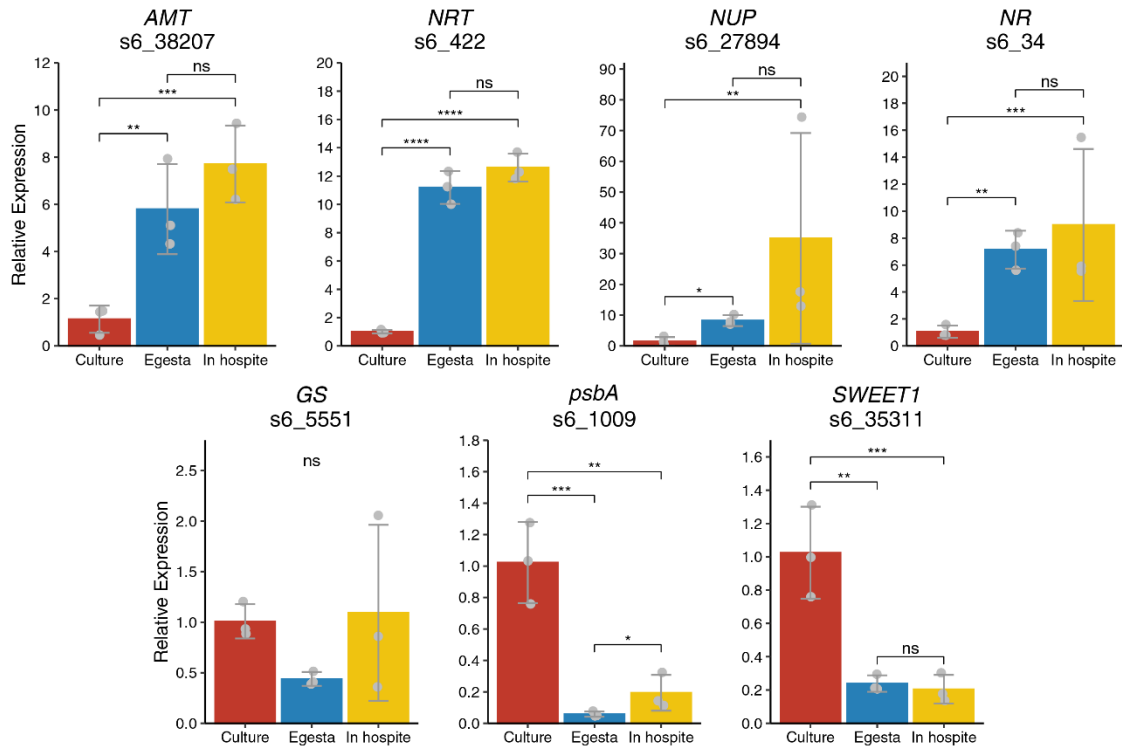 AMT
s6_38207
NRT
s6_422
NUP
s6_27894
NR
s6_34
Relative Expression
12
10
8
6
4
2
0
ns
***
**
Culture
Egesta
In hospite
20
18
16
14
12
10
8
6
4
2
0
ns
****
****
Culture
Egesta
In hospite
90
80
70
60
50
40
30
20
10
0
ns
**
*
Culture
Egesta
In hospite
20
18
16
14
12
10
8
6
4
2
0
ns
***
**
Culture
Egesta
In hospite
GS
s6_5551
psbA
s6_1009
SWEET1
s6_35311
Relative Expression
2.5
2.0
1.5
1.0
0.5
0.0
ns
Culture
Egesta
In hospite
1.8
1.6
1.4
1.2
1.0
0.8
0.6
0.4
0.2
0.0
**
***
*
Culture
Egesta
In hospite
1.6
1.4
1.2
1.0
0.8
0.6
0.4
0.2
0.0
***
**
ns
Culture
Egesta
In hospite